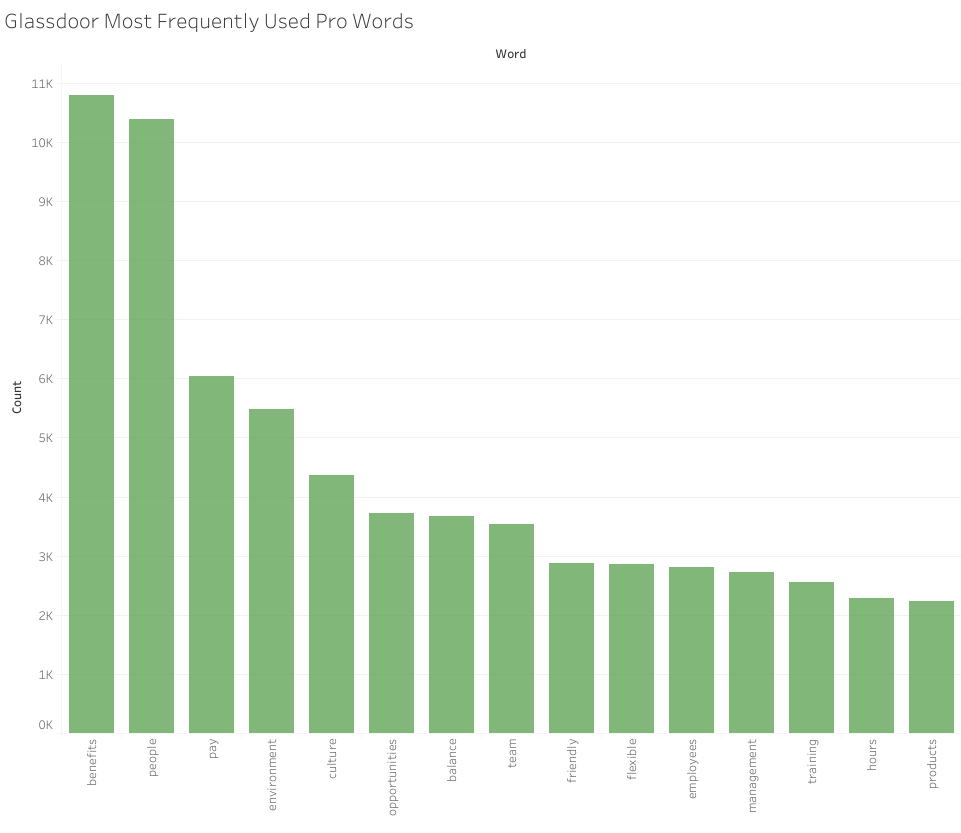 Glassdoor Most Frequently Used Pro Words
Word
11K
10K
9K
8K
7K
6K
5K
4K
3K
2K
1K
0K
Count
benefits
people
pay
environment
culture
opportunities
balance
team
friendly
flexible
employees
management
training
hours
products